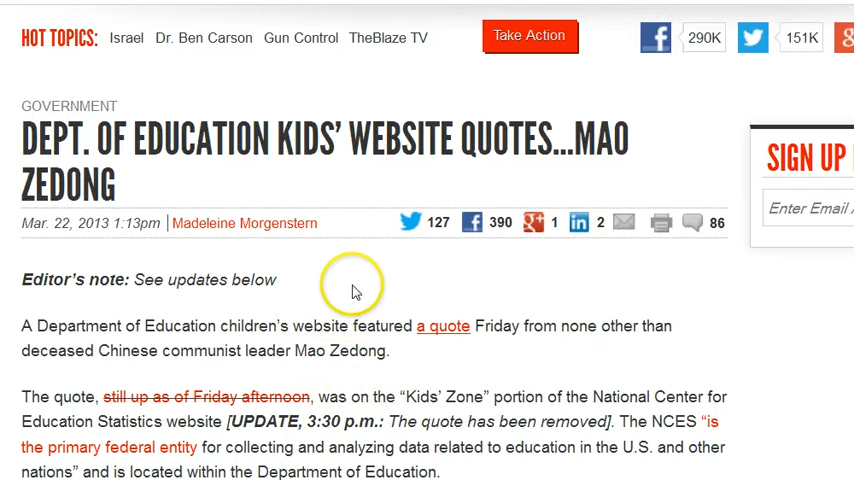 HOT TOPICS: Israel Dr. Ben Carson Gun Control TheBlaze TV Take Action 290K 151K
GOVERNMENT
DEPT. OF EDUCATION KIDS' WEBSITE QUOTES...MAO
ZEDONG
SIGN UP
Mar. 22, 2013 1:13pm | Madeleine Morgenstern 127 390 1 2 86
Enter Email
Editor's note: See updates below
A Department of Education children's website featured a quote Friday from none other than
deceased Chinese communist leader Mao Zedong.
The quote, still up as of Friday afternoon, was on the “Kids' Zone” portion of the National Center for
Education Statistics website [UPDATE, 3:30 p.m.: The quote has been removed]. The NCES “is
the primary federal entity for collecting and analyzing data related to education in the U.S. and other
nations” and is located within the Department of Education.